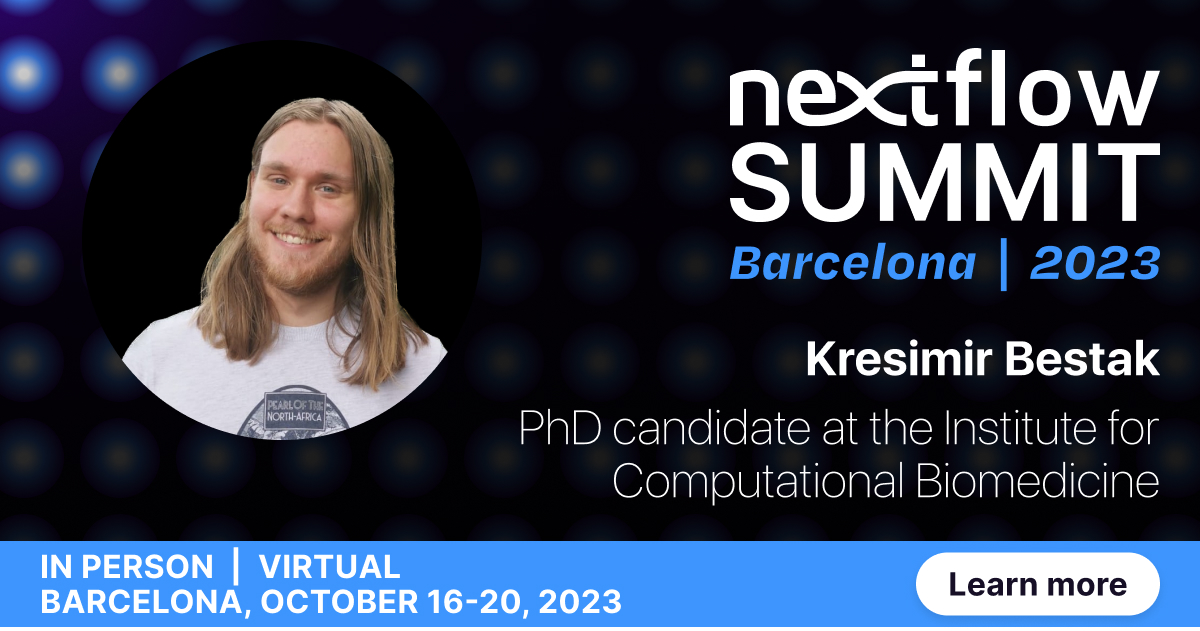 nextflow
SUMMIT
Barcelona | 2023
Kresimir Bestak
PhD candidate at the Institute for
Computational Biomedicine
PEARL OF THE
NORTH-AFRICA
IN PERSON | VIRTUAL
BARCELONA, OCTOBER 16-20, 2023
Learn more